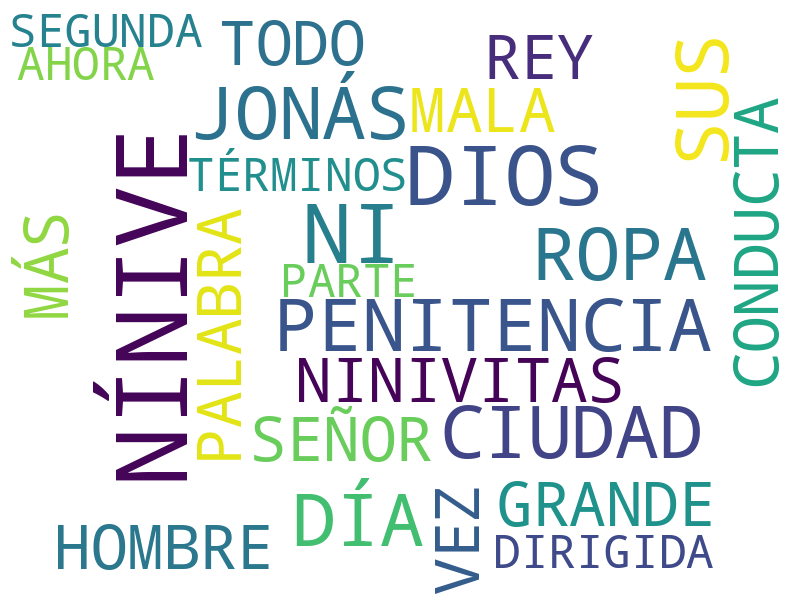 SEGUNDA
TODO
REY
AHORA
SUS
JONÁS
MALA
CONDUCTA
NÍNIVE
TÉRMINOS
DIOS
MÁS
PALABRA
NI
ROPA
PARTE
PENITENCIA
NINIVITAS
SEÑOR
CIUDAD
DÍA
VEZ
GRANDE
HOMBRE
DIRIGIDA